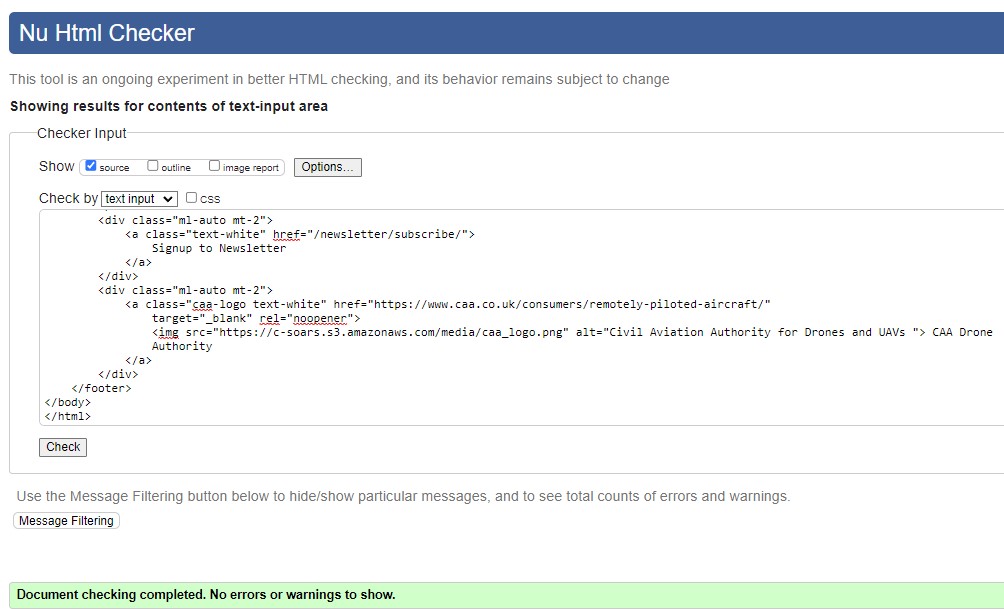 Nu Html Checker
This tool is an ongoing experiment in better HTML checking, and its behavior remains subject to change
Showing results for contents of text-input area
Checker Input
Show source outline image report Options...
Check by text input css
<div class="ml-auto mt-2">
<a class="text-white" href="/newsletter/subscribe/">
Signup to Newsletter
</a>
</div>
<div class="ml-auto mt-2">
<a class="caa-logo text-white" href="https://www.caa.co.uk/consumers/remotely-piloted-aircraft/"
target="_blank" rel="noopener">
<img src="https://c-soars.s3.amazonaws.com/media/caa_logo.png" alt="Civil Aviation Authority for Drones and UAVs "> CAA Drone
Authority
</a>
</div>
</footer>
</body>
</html>
Check
Use the Message Filtering button below to hide/show particular messages, and to see total counts of errors and warnings.
Message Filtering
Document checking completed. No errors or warnings to show.